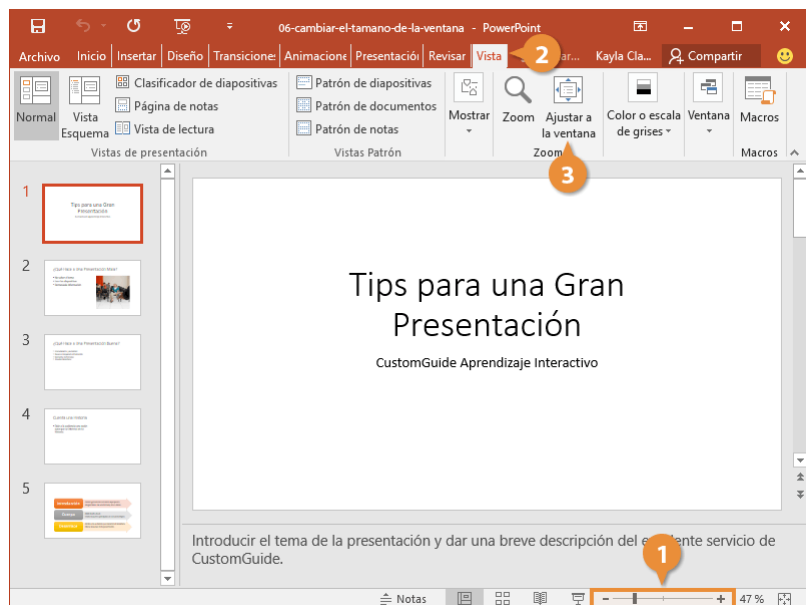 06-cambiar-el-tamano-de-la-ventana - PowerPoint
Archivo Inicio Insertar Diseño Transicione Animacione Presentació Revisar Vista 2 ar... Kayla Cla... Compartir
Normal
Vista Esquema
Clasificador de diapositivas
Página de notas
Vista de lectura
Vistas de presentación
Patrón de diapositivas
Patrón de documentos
Patrón de notas
Vistas Patrón
Mostrar
Zoom
Ajustar a
la ventana
Zoom
3
Color o escala
de grises
Ventana
Macros
Macros
1
Tips para una Gran
Presentación
2
3
4
5
Tips para una Gran
Presentación
CustomGuide Aprendizaje Interactivo
Introducir el tema de la presentación y dar una breve descripción del servicio de
CustomGuide.
1
Notas
47 %